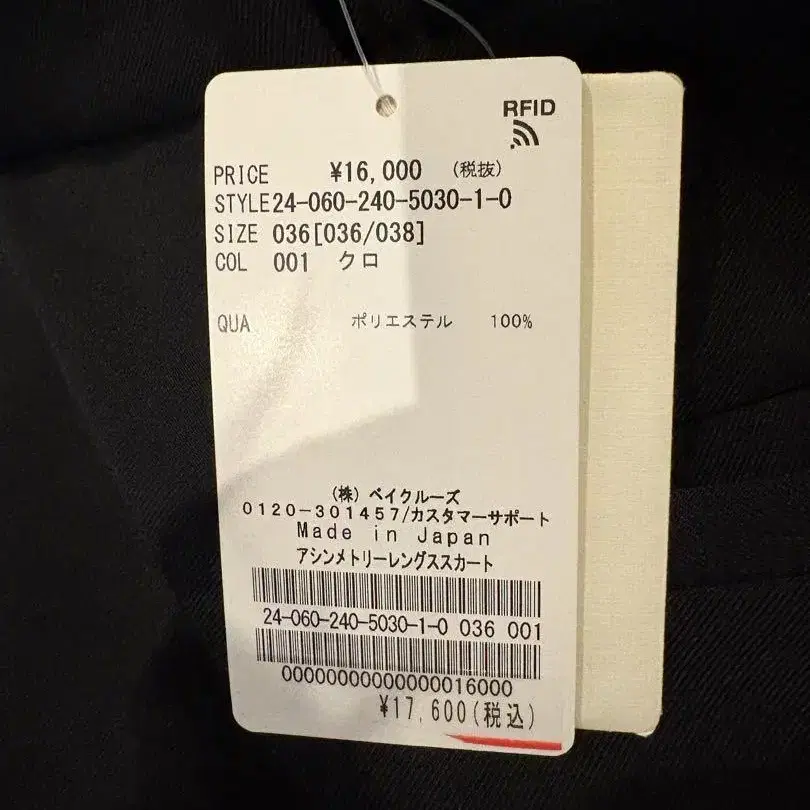 RFID
PRICE ¥16,000 (税抜)
STYLE24-060-240-5030-1-0
SIZE 036[036/038]
COL 001 クロ
QUA ポリエステル 100%
(株) ベイクルーズ
0120-301457/カスタマーサポート
Made in Japan
アシンメトリーレングススカート
24-060-240-5030-1-0 036 001
00000000000000016000
¥17,600(税込)